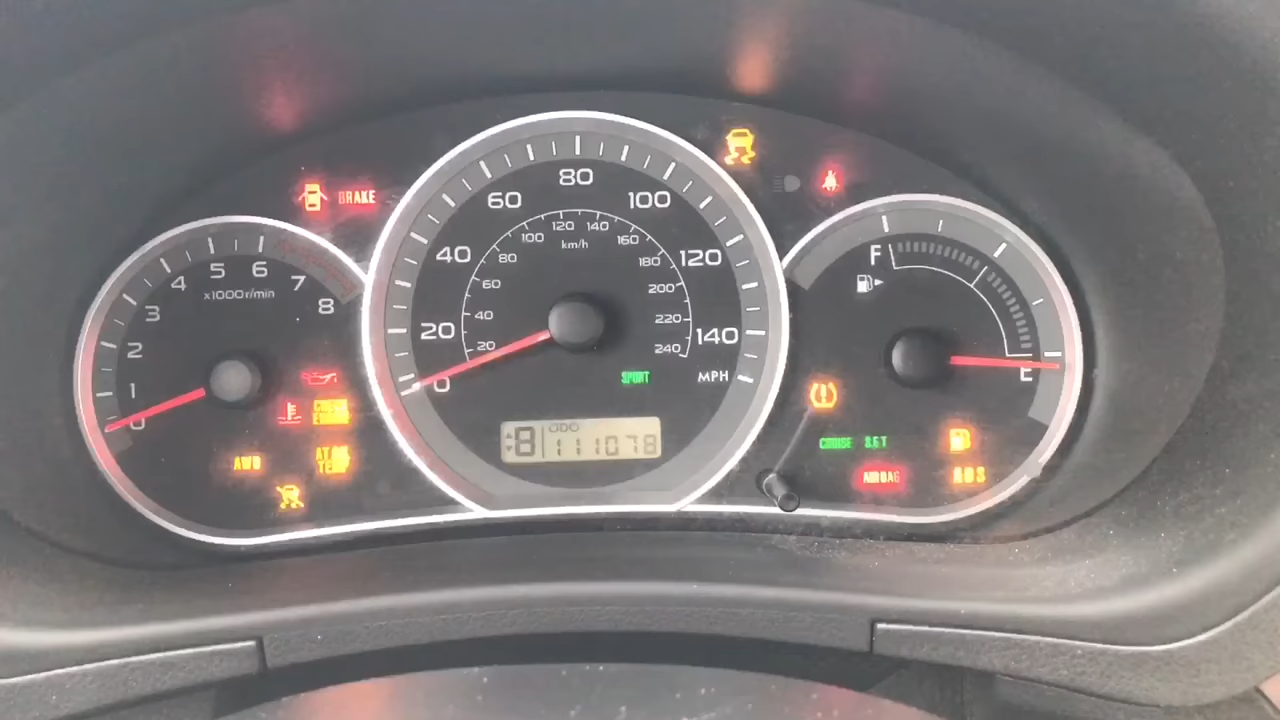 BRAKE
5 6
4 7
3 8
x1000r/min
2
1
0
80
60 100
40 120
20 140
0 MPH
120 140
100 160
km/h
80 180
60 200
40 220
20 240
SPORT
ODO
8 111078
CHECK ENGINE
AWD
AT OIL TEMP
F
E
CRUISE SET
AIRBAG
ABS